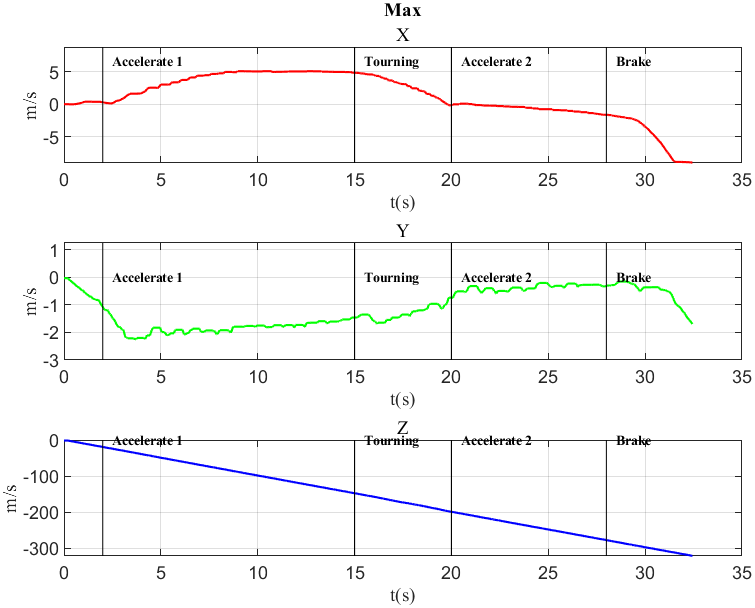 Max
X
Accelerate 1 Tourning Accelerate 2 Brake
5
0
-5
m/s
0 5 10 15 20 25 30 35
t(s)
Y
1
Accelerate 1 Tourning Accelerate 2 Brake
0
-1
-2
-3
m/s
0 5 10 15 20 25 30 35
t(s)
Z
Accelerate 1 Tourning Accelerate 2 Brake
0
-100
-200
-300
m/s
0 5 10 15 20 25 30 35
t(s)